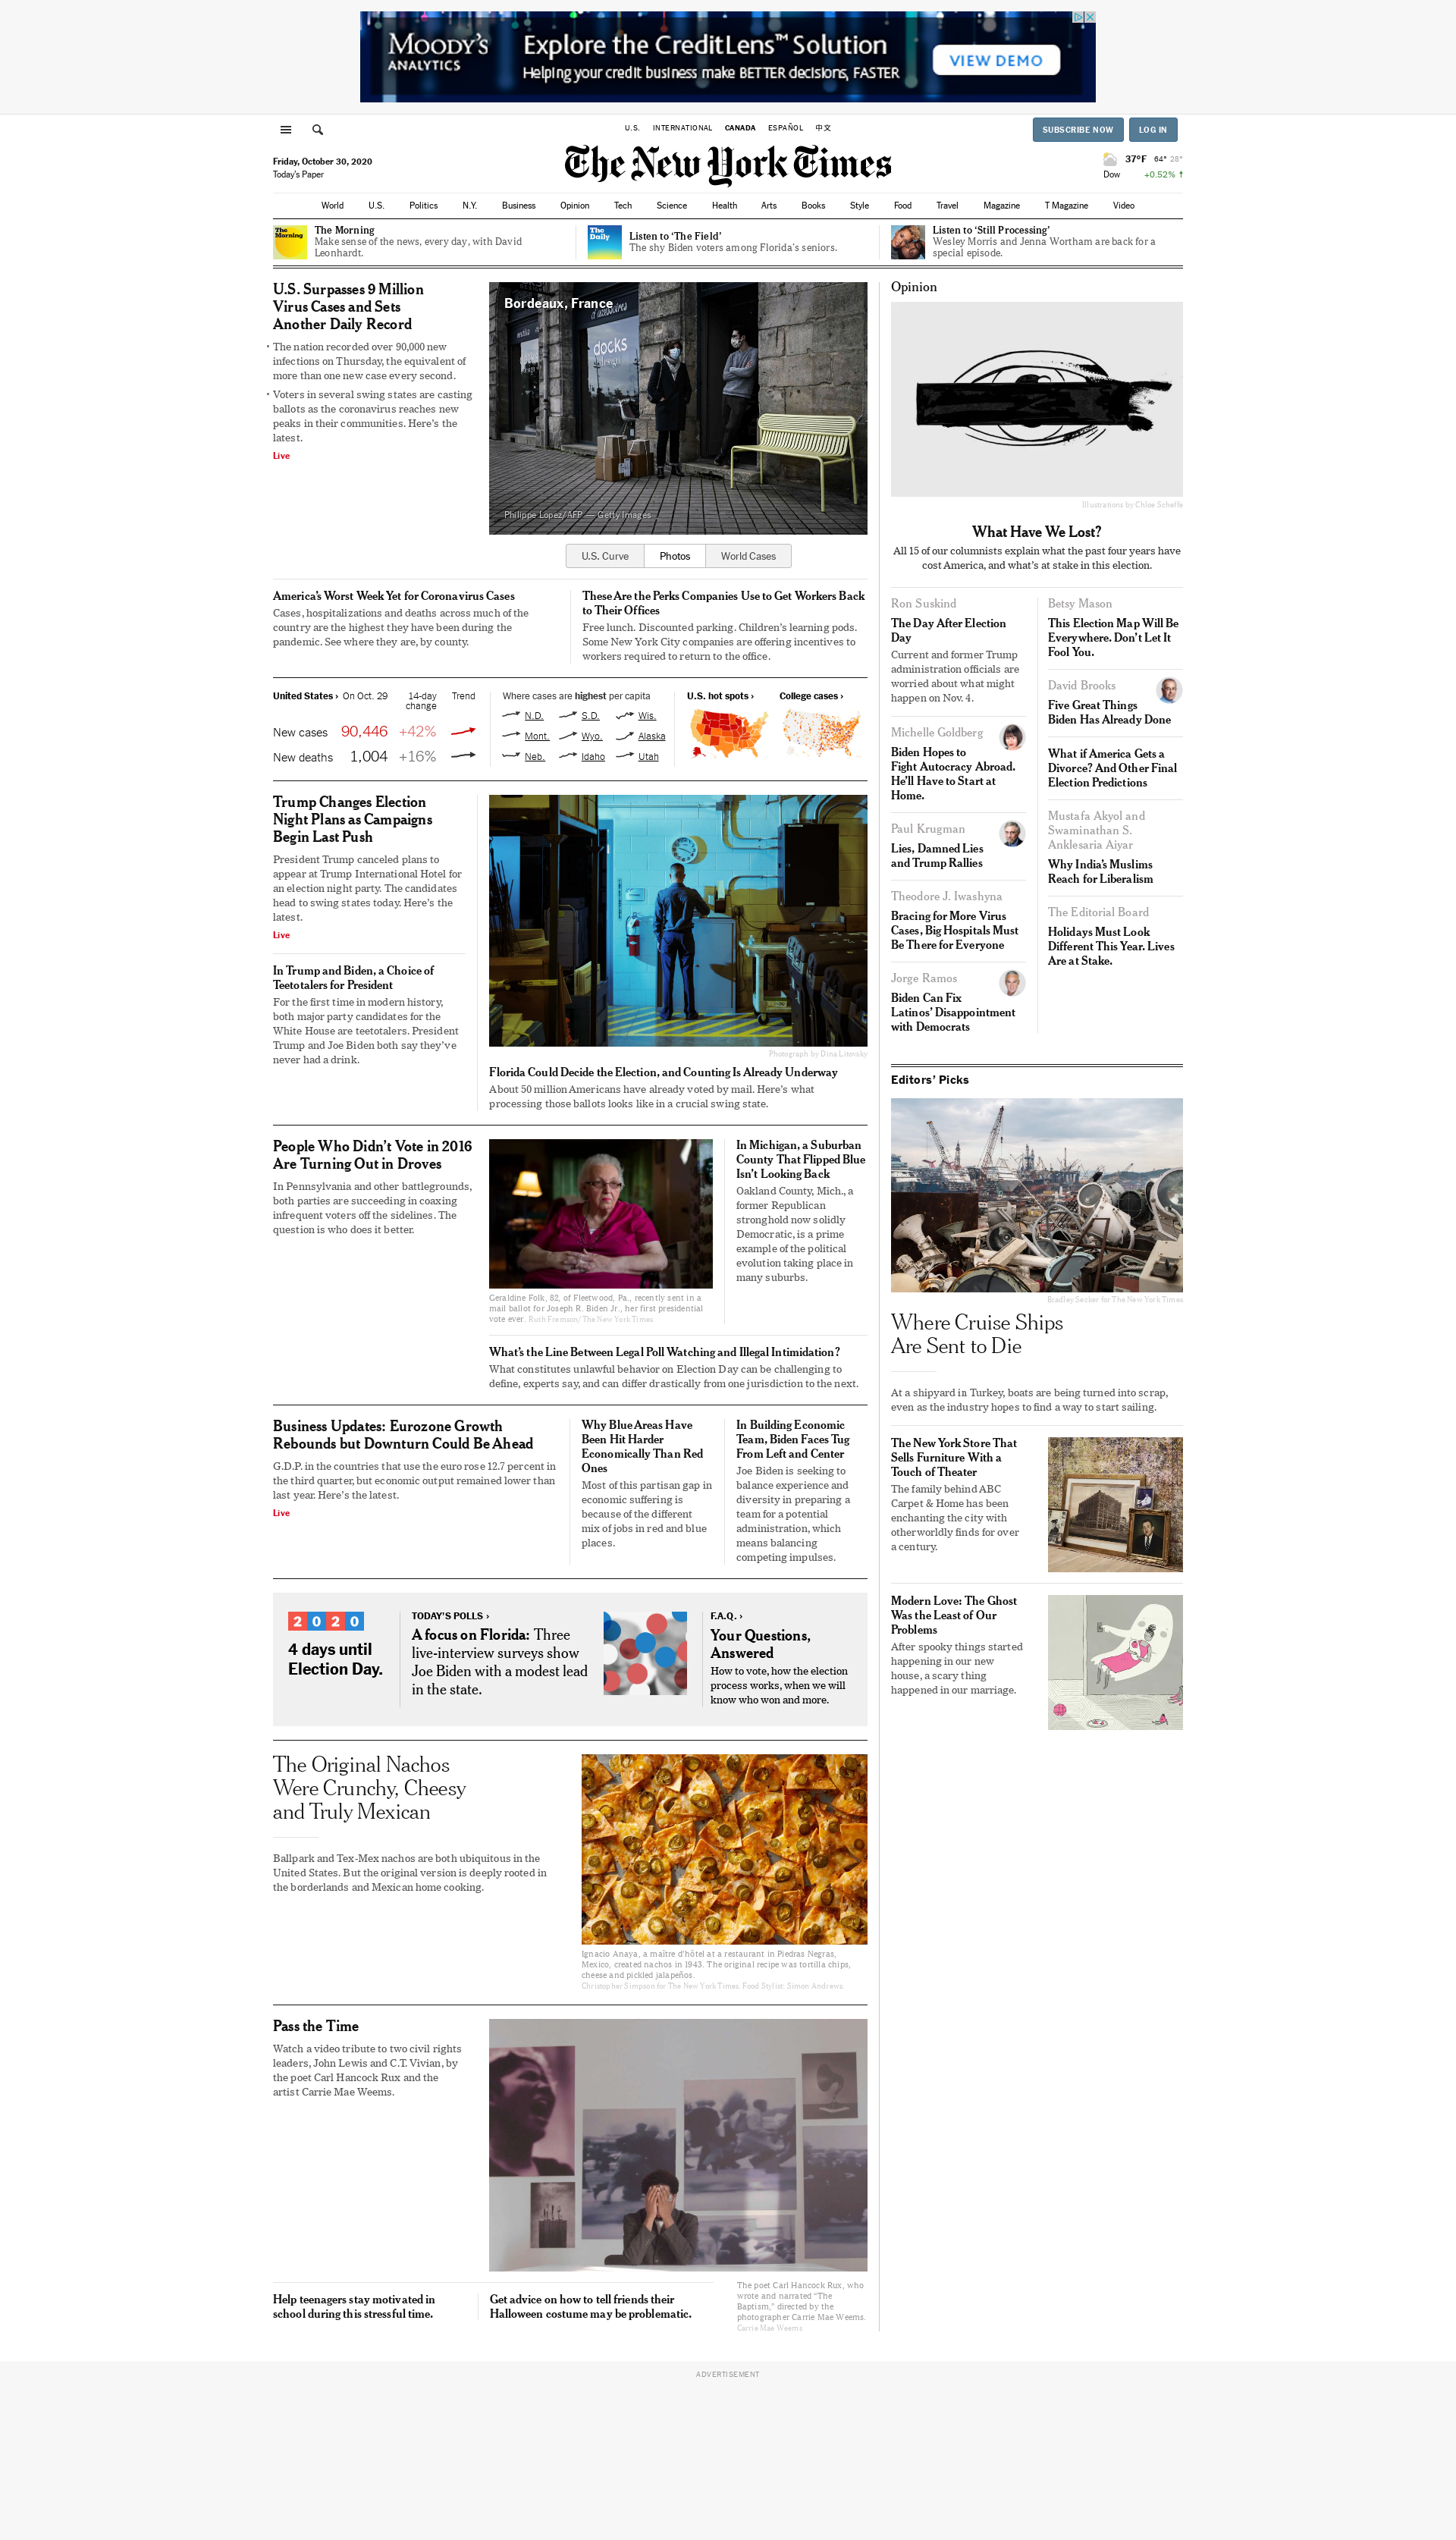 MOODY'S
ANALYTICS
Explore the CreditLens™ Solution
Helping your credit business make BETTER decisions, FASTER
VIEW DEMO
U.S. INTERNATIONAL CANADA ESPAÑOL 中文
SUBSCRIBE NOW LOG IN
Friday, October 30, 2020
Today's Paper
The New York Times
37°F 64° 28°
Dow +0.52% ↑
World U.S. Politics N.Y. Business Opinion Tech Science Health Arts Books Style Food Travel Magazine T Magazine Video
The Morning
The Morning
Make sense of the news, every day, with David
Leonhardt.
The Daily
Listen to ‘The Field’
The shy Biden voters among Florida's seniors.
Listen to ‘Still Processing’
Wesley Morris and Jenna Wortham are back for a
special episode.
U.S. Surpasses 9 Million
Virus Cases and Sets
Another Daily Record
• The nation recorded over 90,000 new
infections on Thursday, the equivalent of
more than one new case every second.
• Voters in several swing states are casting
ballots as the coronavirus reaches new
peaks in their communities. Here's the
latest.
Live
Bordeaux, France
docks
Philippe Lopez/AFP — Getty Images
U.S. Curve Photos World Cases
America's Worst Week Yet for Coronavirus Cases
Cases, hospitalizations and deaths across much of the
country are the highest they have been during the
pandemic. See where they are, by county.
These Are the Perks Companies Use to Get Workers Back
to Their Offices
Free lunch. Discounted parking. Children's learning pods.
Some New York City companies are offering incentives to
workers required to return to the office.
United States › On Oct. 29 14-day
change Trend
New cases 90,446 +42%
New deaths 1,004 +16%
Where cases are highest per capita
N.D. S.D. Wis.
Mont. Wyo. Alaska
Neb. Idaho Utah
U.S. hot spots › College cases ›
Trump Changes Election
Night Plans as Campaigns
Begin Last Push
President Trump canceled plans to
appear at Trump International Hotel for
an election night party. The candidates
head to swing states today. Here's the
latest.
Live
In Trump and Biden, a Choice of
Teetotalers for President
For the first time in modern history,
both major party candidates for the
White House are teetotalers. President
Trump and Joe Biden both say they've
never had a drink.
Photograph by Dina Litovsky
Florida Could Decide the Election, and Counting Is Already Underway
About 50 million Americans have already voted by mail. Here's what
processing those ballots looks like in a crucial swing state.
People Who Didn't Vote in 2016
Are Turning Out in Droves
In Pennsylvania and other battlegrounds,
both parties are succeeding in coaxing
infrequent voters off the sidelines. The
question is who does it better.
Geraldine Folk, 82, of Fleetwood, Pa., recently sent in a
mail ballot for Joseph R. Biden Jr., her first presidential
vote ever. Ruth Fremson/The New York Times
In Michigan, a Suburban
County That Flipped Blue
Isn't Looking Back
Oakland County, Mich., a
former Republican
stronghold now solidly
Democratic, is a prime
example of the political
evolution taking place in
many suburbs.
What's the Line Between Legal Poll Watching and Illegal Intimidation?
What constitutes unlawful behavior on Election Day can be challenging to
define, experts say, and can differ drastically from one jurisdiction to the next.
Business Updates: Eurozone Growth
Rebounds but Downturn Could Be Ahead
G.D.P. in the countries that use the euro rose 12.7 percent in
the third quarter, but economic output remained lower than
last year. Here's the latest.
Live
Why Blue Areas Have
Been Hit Harder
Economically Than Red
Ones
Most of this partisan gap in
economic suffering is
because of the different
mix of jobs in red and blue
places.
In Building Economic
Team, Biden Faces Tug
From Left and Center
Joe Biden is seeking to
balance experience and
diversity in preparing a
team for a potential
administration, which
means balancing
competing impulses.
2020
4 days until
Election Day.
TODAY'S POLLS ›
A focus on Florida: Three
live-interview surveys show
Joe Biden with a modest lead
in the state.
F.A.Q. ›
Your Questions,
Answered
How to vote, how the election
process works, when we will
know who won and more.
The Original Nachos
Were Crunchy, Cheesy
and Truly Mexican
Ballpark and Tex-Mex nachos are both ubiquitous in the
United States. But the original version is deeply rooted in
the borderlands and Mexican home cooking.
Ignacio Anaya, a maître d'hôtel at a restaurant in Piedras Negras,
Mexico, created nachos in 1943. The original recipe was tortilla chips,
cheese and pickled jalapeños.
Christopher Simpson for The New York Times. Food Stylist: Simon Andrews.
Pass the Time
Watch a video tribute to two civil rights
leaders, John Lewis and C.T. Vivian, by
the poet Carl Hancock Rux and the
artist Carrie Mae Weems.
Help teenagers stay motivated in
school during this stressful time.
Get advice on how to tell friends their
Halloween costume may be problematic.
The poet Carl Hancock Rux, who
wrote and narrated “The
Baptism,” directed by the
photographer Carrie Mae Weems.
Carrie Mae Weems
Opinion
Illustrations by Chloe Scheffe
What Have We Lost?
All 15 of our columnists explain what the past four years have
cost America, and what's at stake in this election.
Ron Suskind
The Day After Election
Day
Current and former Trump
administration officials are
worried about what might
happen on Nov. 4.
Michelle Goldberg
Biden Hopes to
Fight Autocracy Abroad.
He'll Have to Start at
Home.
Paul Krugman
Lies, Damned Lies
and Trump Rallies
Theodore J. Iwashyna
Bracing for More Virus
Cases, Big Hospitals Must
Be There for Everyone
Jorge Ramos
Biden Can Fix
Latinos' Disappointment
with Democrats
Betsy Mason
This Election Map Will Be
Everywhere. Don't Let It
Fool You.
David Brooks
Five Great Things
Biden Has Already Done
What if America Gets a
Divorce? And Other Final
Election Predictions
Mustafa Akyol and
Swaminathan S.
Anklesaria Aiyar
Why India's Muslims
Reach for Liberalism
The Editorial Board
Holidays Must Look
Different This Year. Lives
Are at Stake.
Editors' Picks
Bradley Secker for The New York Times
Where Cruise Ships
Are Sent to Die
At a shipyard in Turkey, boats are being turned into scrap,
even as the industry hopes to find a way to start sailing.
The New York Store That
Sells Furniture With a
Touch of Theater
The family behind ABC
Carpet & Home has been
enchanting the city with
otherworldly finds for over
a century.
Modern Love: The Ghost
Was the Least of Our
Problems
After spooky things started
happening in our new
house, a scary thing
happened in our marriage.
ADVERTISEMENT